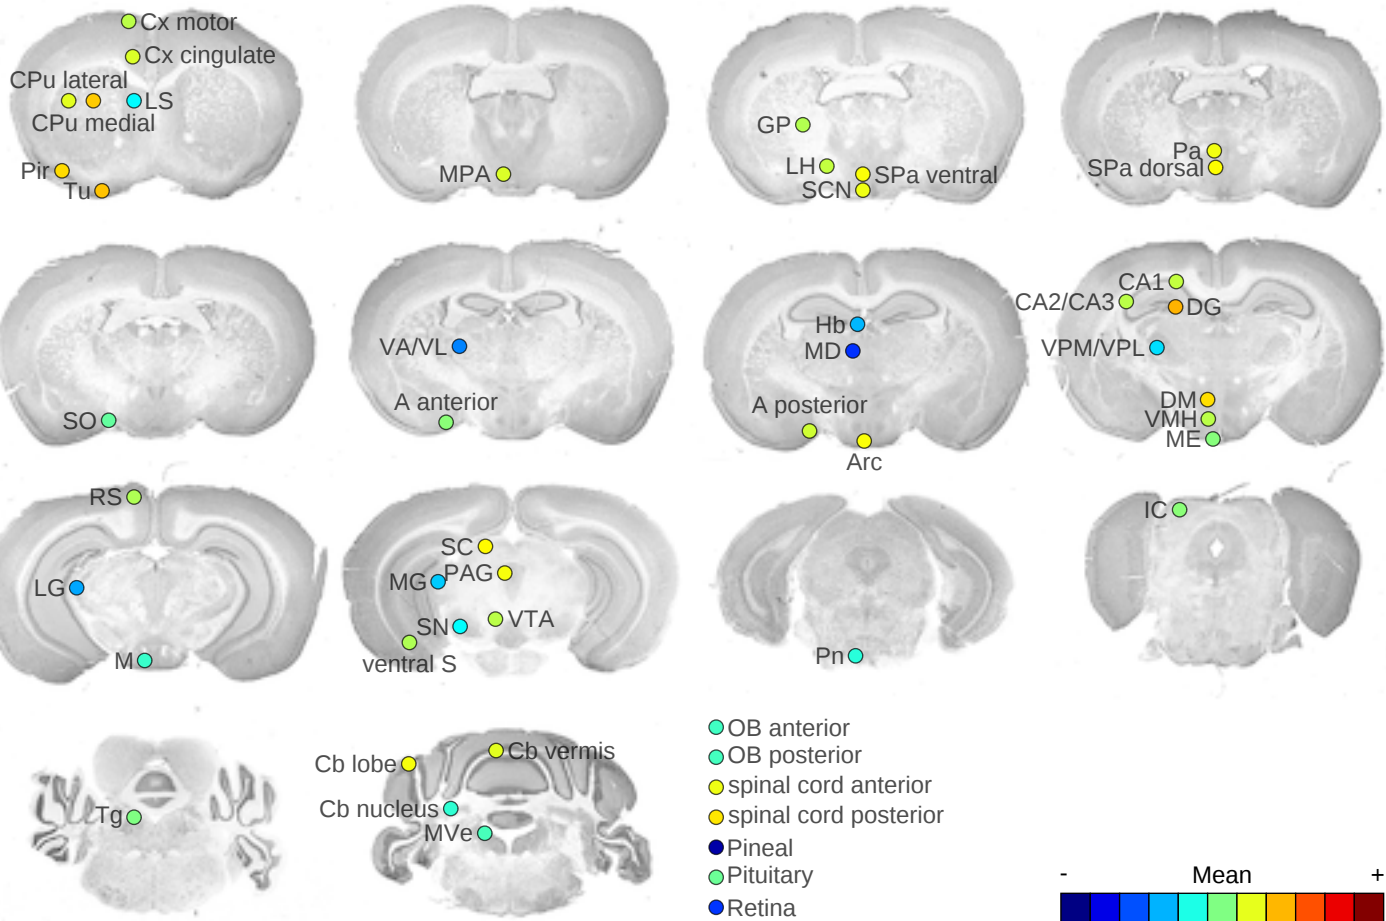 Cx motor
Cx cingulate
CPu lateral
LS
CPu medial
Pir
Tu
MPA
GP
LH
SPa ventral
SCN
Pa
SPa dorsal
SO
VA/VL
A anterior
Hb
MD
A posterior
Arc
CA1
CA2/CA3
DG
VPM/VPL
DM
VMH
ME
RS
LG
M
SC
PAG
MG
SN
VTA
ventral S
Pn
IC
Tg
Cb lobe
Cb vermis
Cb nucleus
MVe
OB anterior
OB posterior
spinal cord anterior
spinal cord posterior
Pineal
Pituitary
Retina
- Mean +